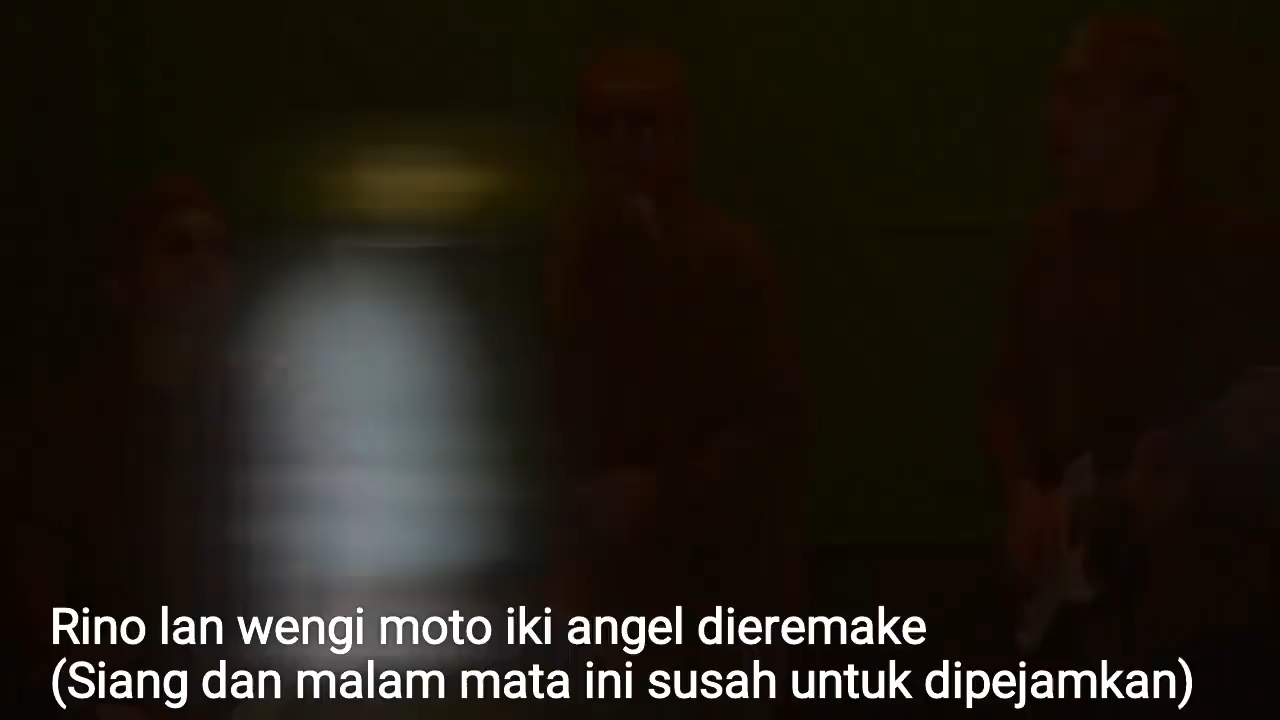 Rino lan wengi moto iki angel dieremake
(Siang dan malam mata ini susah untuk dipejamkan)